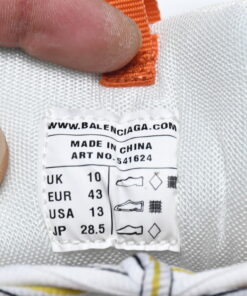 WWW.BALENCIAGA.COM
MADE IN CHINA
ART NO:541624
UK 10
EUR 43
USA 13
JP 28.5